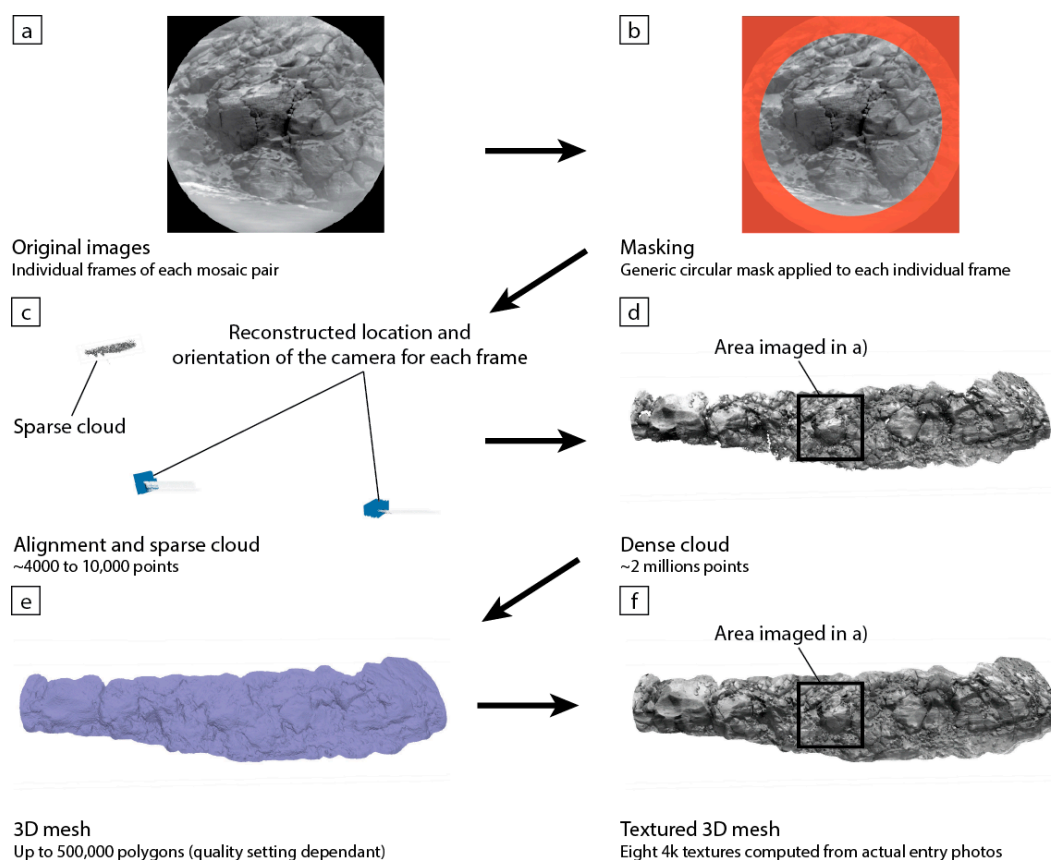 a
b
Original images
Individual frames of each mosaic pair
Masking
Generic circular mask applied to each individual frame
c
Reconstructed location and
orientation of the camera for each frame
Sparse cloud
d
Area imaged in a)
Alignment and sparse cloud
~4000 to 10,000 points
Dense cloud
~2 millions points
e
f
Area imaged in a)
3D mesh
Up to 500,000 polygons (quality setting dependant)
Textured 3D mesh
Eight 4k textures computed from actual entry photos